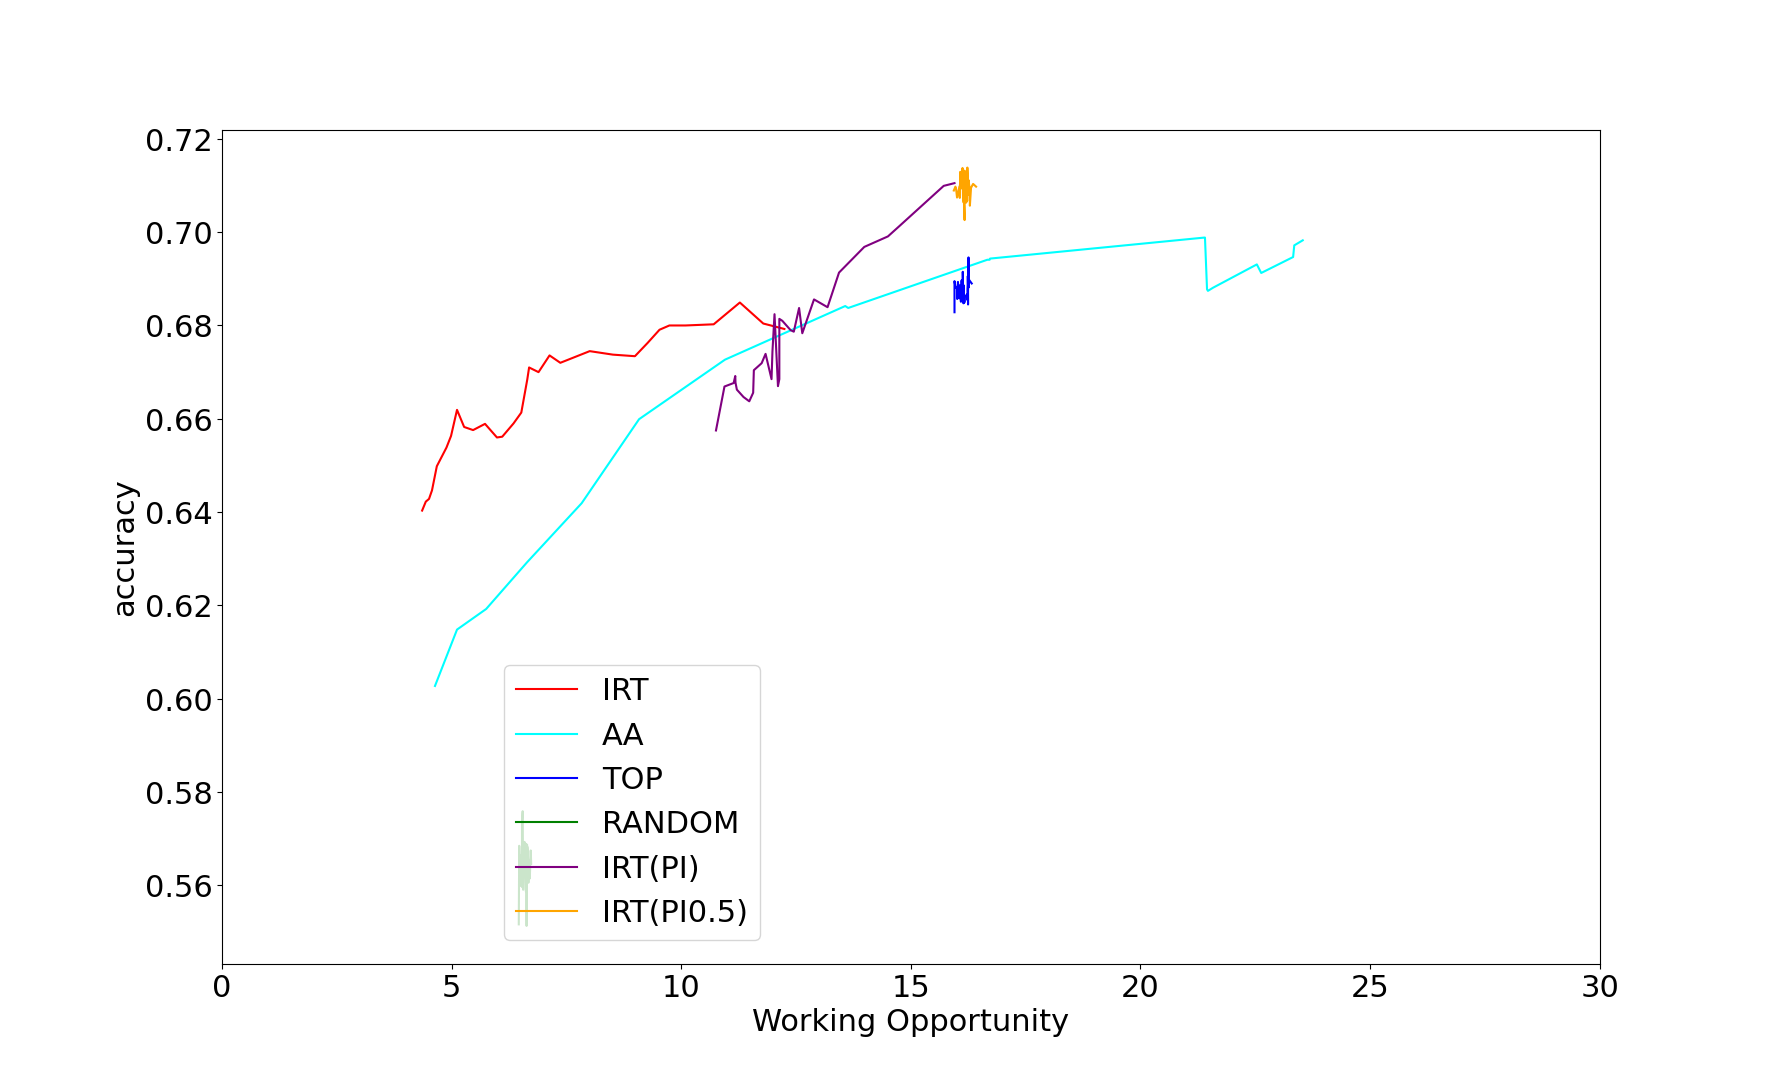 0.72
0.70
0.68
0.66
0.64
0.62
0.60
0.58
0.56
accuracy
IRT
AA
TOP
RANDOM
IRT(PI)
IRT(PI0.5)
0 5 10 15 20 25 30
Working Opportunity